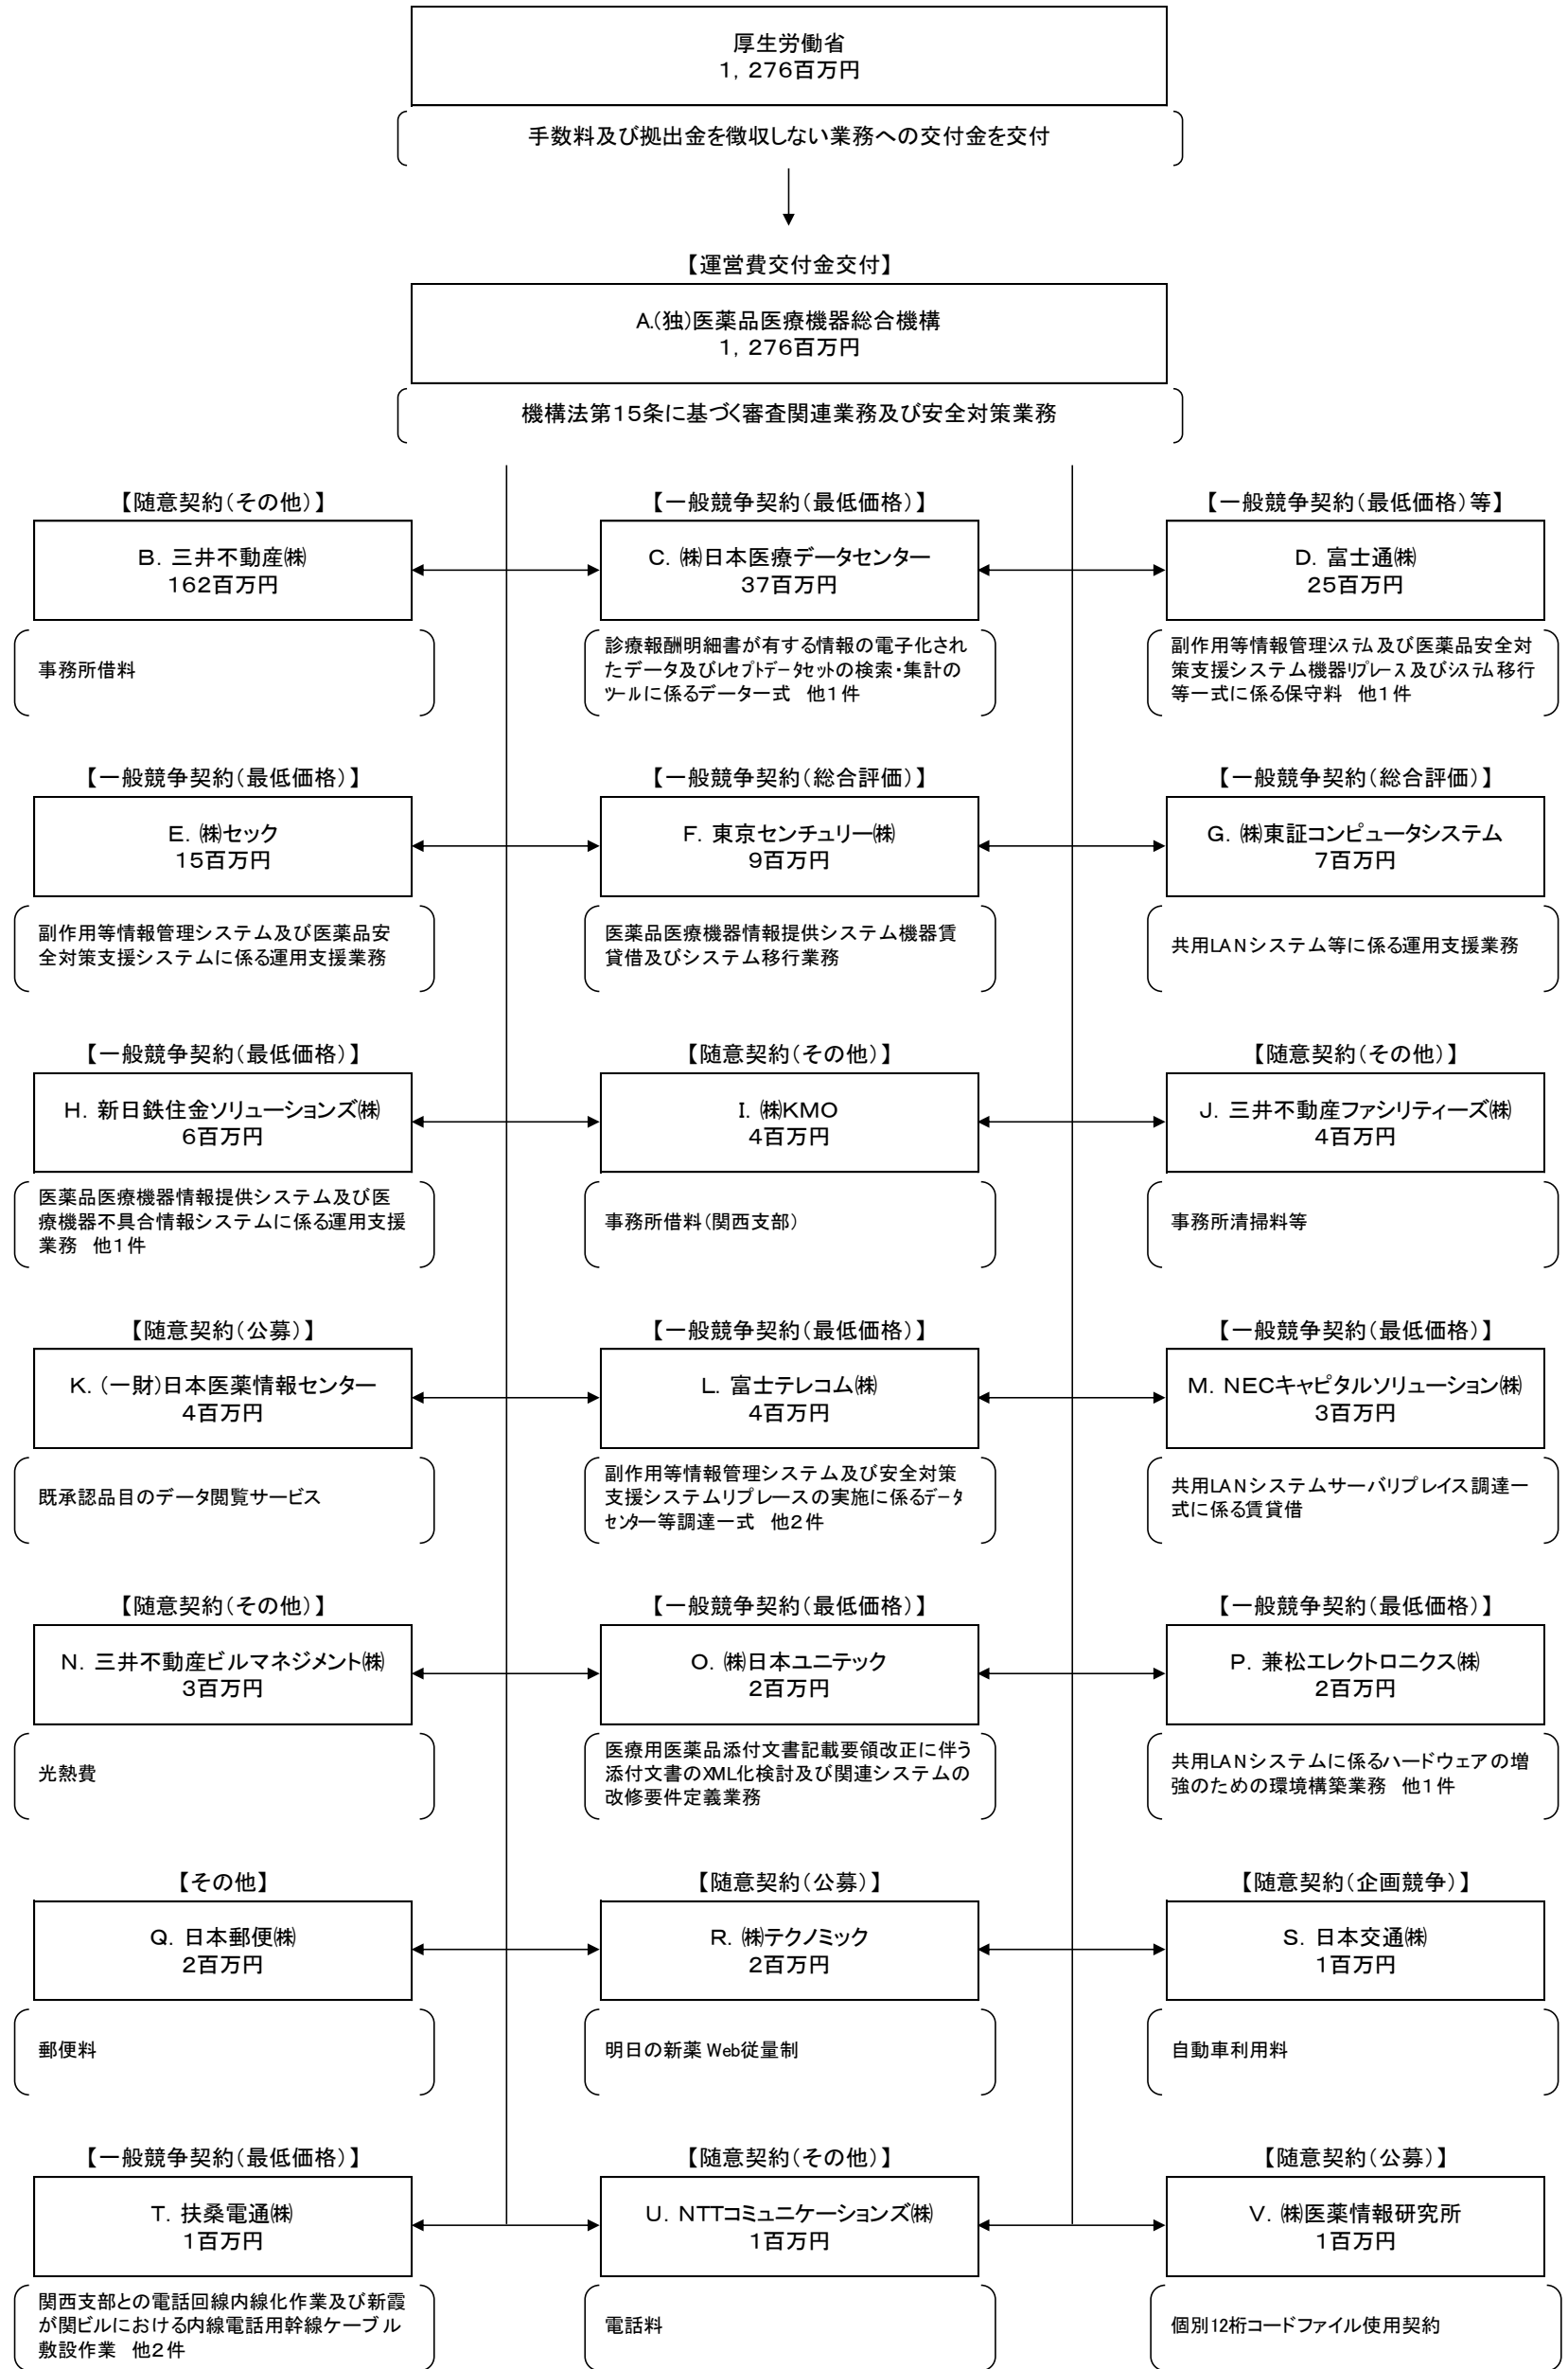 厚生労働省
１，２７６百万円
手数料及び拠出金を徴収しない業務への交付金を交付
【運営費交付金交付】
A.（独）医薬品医療機器総合機構
１，２７６百万円
機構法第１５条に基づく審査関連業務及び安全対策業務
【随意契約（その他）】
B．三井不動産㈱
１６２百万円
事務所借料
【一般競争契約（最低価格）】
C．㈱日本医療データセンター
３７百万円
診療報酬明細書が有する情報の電子化され
たデータ及びﾚｾﾌﾟﾄﾃﾞｰﾀｾｯﾄの検索・集計の
ﾂｰﾙに係るデータ一式　他１件
【一般競争契約（最低価格）等】
D．富士通㈱
２５百万円
副作用等情報管理ｼｽﾃﾑ及び医薬品安全対
策支援システム機器ﾘﾌﾟﾚｰｽ及びｼｽﾃﾑ移行
等一式に係る保守料　他１件
【一般競争契約（最低価格）】
E．㈱セック
１５百万円
副作用等情報管理システム及び医薬品安
全対策支援システムに係る運用支援業務
【一般競争契約（総合評価）】
F．東京センチュリー㈱
９百万円
医薬品医療機器情報提供システム機器賃
貸借及びシステム移行業務
【一般競争契約（総合評価）】
G．㈱東証コンピュータシステム
７百万円
共用LANシステム等に係る運用支援業務
【一般競争契約（最低価格）】
H．新日鉄住金ソリューションズ㈱
６百万円
医薬品医療機器情報提供システム及び医
療機器不具合情報システムに係る運用支援
業務　他１件
【随意契約（その他）】
I．㈱KMO
４百万円
事務所借料（関西支部）
【随意契約（その他）】
J．三井不動産ファシリティーズ㈱
４百万円
事務所清掃料等
【随意契約（公募）】
K．（一財）日本医薬情報センター
４百万円
既承認品目のデータ閲覧サービス
【一般競争契約（最低価格）】
L．富士テレコム㈱
４百万円
副作用等情報管理システム及び安全対策
支援システムリプレースの実施に係るﾃﾞｰﾀ
ｾﾝﾀｰ等調達一式　他２件
【一般競争契約（最低価格）】
M．NECキャピタルソリューション㈱
３百万円
共用LANシステムサーバリプレイス調達一
式に係る賃貸借
【随意契約（その他）】
N．三井不動産ビルマネジメント㈱
３百万円
光熱費
【一般競争契約（最低価格）】
O．㈱日本ユニテック
２百万円
医療用医薬品添付文書記載要領改正に伴う
添付文書のXML化検討及び関連システムの
改修要件定義業務
【一般競争契約（最低価格）】
P．兼松エレクトロニクス㈱
２百万円
共用LANシステムに係るハードウェアの増
強のための環境構築業務　他１件
【その他】
Q．日本郵便㈱
２百万円
郵便料
【随意契約（公募）】
R．㈱テクノミック
２百万円
明日の新薬 Web従量制
【随意契約（企画競争）】
S．日本交通㈱
１百万円
自動車利用料
【一般競争契約（最低価格）】
T．扶桑電通㈱
１百万円
関西支部との電話回線内線化作業及び新霞
が関ビルにおける内線電話用幹線ケーブル
敷設作業　他２件
【随意契約（その他）】
U．NTTコミュニケーションズ㈱
１百万円
電話料
【随意契約（公募）】
V．㈱医薬情報研究所
１百万円
個別12桁コードファイル使用契約